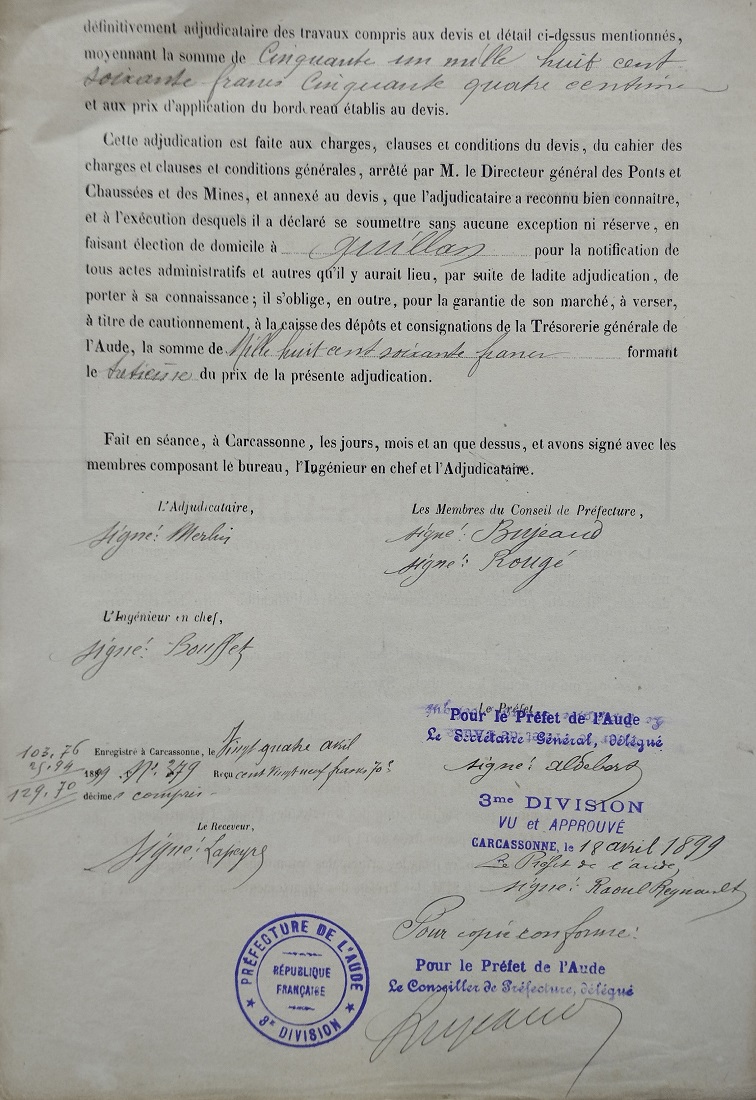 définitivement adjudicataire des travaux compris aux devis et détail ci-dessus mentionnés,
moyennant la somme de Cinquante un mille huit cent
soixante francs Cinquante quatre centimes
et aux prix d'application du bordereau établis au devis.
Cette adjudication est faite aux charges, clauses et conditions du devis, du cahier des
charges et clauses et conditions générales, arrêté par M. le Directeur général des Ponts et
Chaussées et des Mines, et annexé au devis, que l'adjudicataire a reconnu bien connaître,
et à l'exécution desquels il a déclaré se soumettre sans aucune exception ni réserve, en
faisant élection de domicile à Quillan pour la notification de
tous actes administratifs et autres qu'il y aurait lieu, par suite de ladite adjudication, de
porter à sa connaissance ; il s'oblige, en outre, pour la garantie de son marché, à verser,
à titre de cautionnement, à la caisse des dépôts et consignations de la Trésorerie générale de
l'Aude, la somme de Mille huit cent soixante francs formant
le du prix de la présente adjudication.
Fait en séance, à Carcassonne, les jours, mois et an que dessus, et avons signé avec les
membres composant le bureau, l'Ingénieur en chef et l'Adjudicataire.
L'Adjudicataire,
signé: Merlin
Les Membres du Conseil de Préfecture,
signé: Bujeaud
signé: Rougé
L'Ingénieur en chef,
signé: Bouffet
Le Préfet
Pour le Préfet de l'Aude
Le Secrétaire Général, délégué
signé: Aldebert
103,76
25,94
129,70
Enregistré à Carcassonne, le Vingt quatre avril
1899 N° 379 Reçu cent vingt neuf francs 70c
décimes compris
Le Receveur,
signé: Lapeyre
3me DIVISION
VU et APPROUVÉ
CARCASSONNE, le 18 avril 1899
Le Préfet de l'aude,
signé: Raoul Regnault
Pour copie conforme:
Pour le Préfet de l'Aude
Le Conseiller de Préfecture, délégué
Bujeaud
PRÉFECTURE DE L'AUDE
RÉPUBLIQUE
FRANÇAISE
3e DIVISION